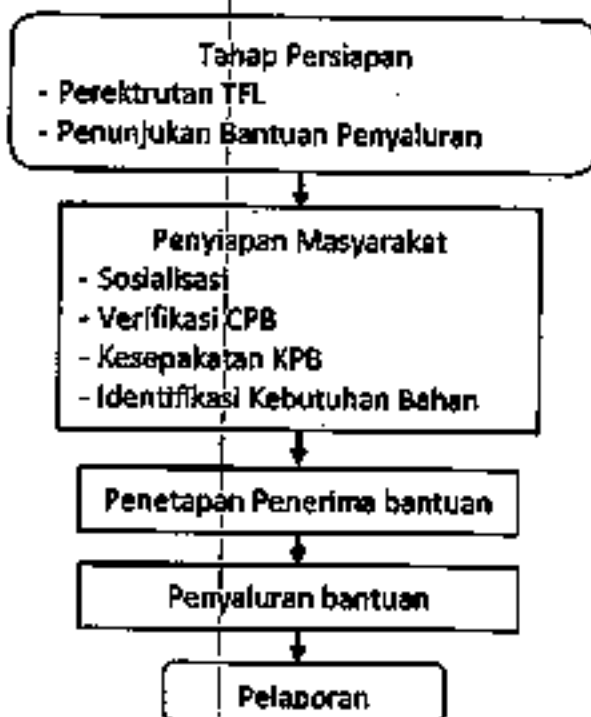 Tahap Persiapan
- Perektrutan TFL
- Penunjukan Bantuan Penyaluran
Penyiapan Masyarakat
- Sosialisasi
- Verifikasi CPB
- Kesepakatan KPB
- Identifikasi Kebutuhan Bahan
Penetapan Penerima bantuan
Penyaluran bantuan
Pelaporan